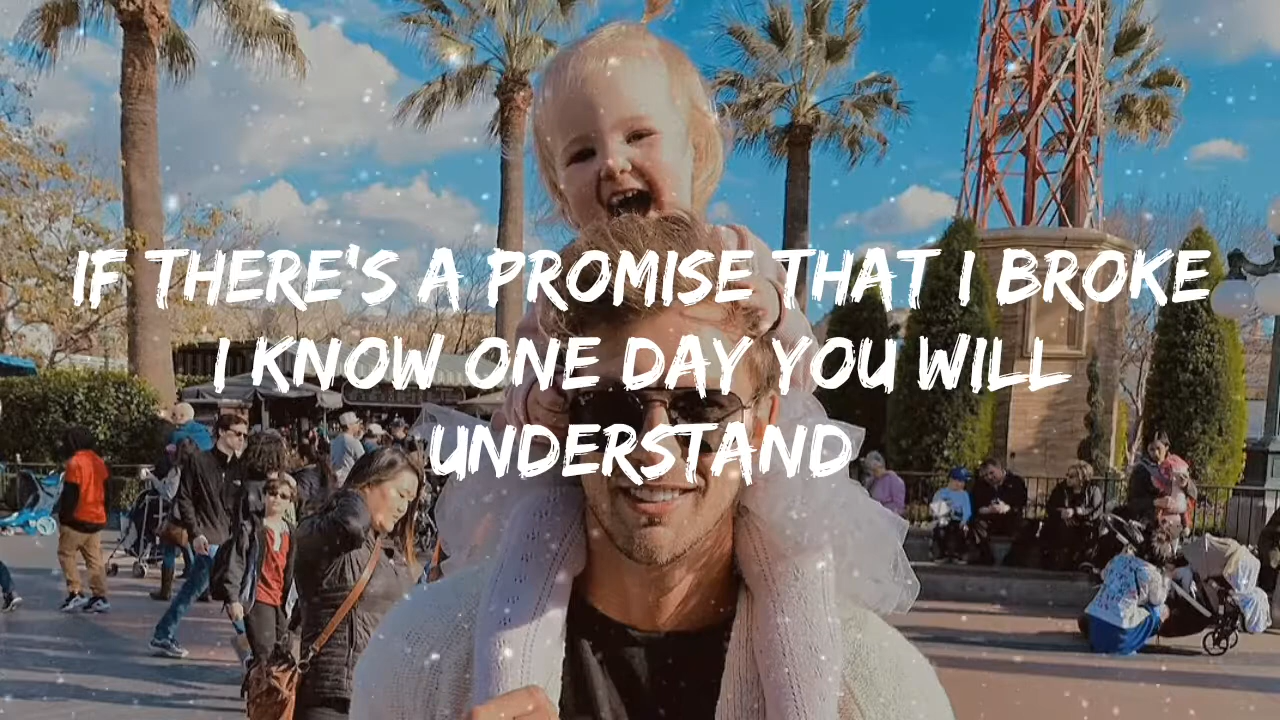 IF THERE'S A PROMISE THAT I BROKE
I KNOW ONE DAY YOU WILL
UNDERSTAND